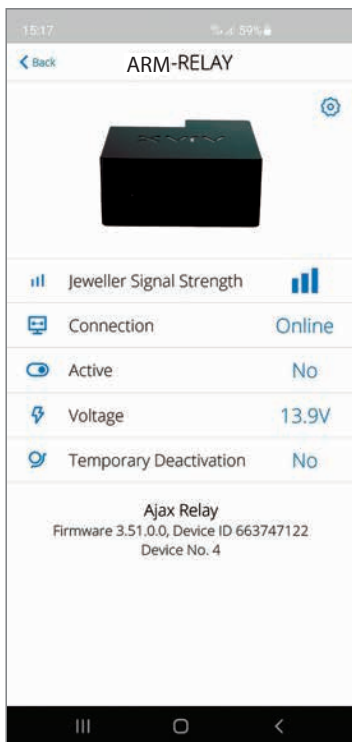 15:17 59%
Back ARM-RELAY
Jeweller Signal Strength
Connection Online
Active No
Voltage 13.9V
Temporary Deactivation No
Ajax Relay
Firmware 3.51.0.0, Device ID 663747122
Device No. 4